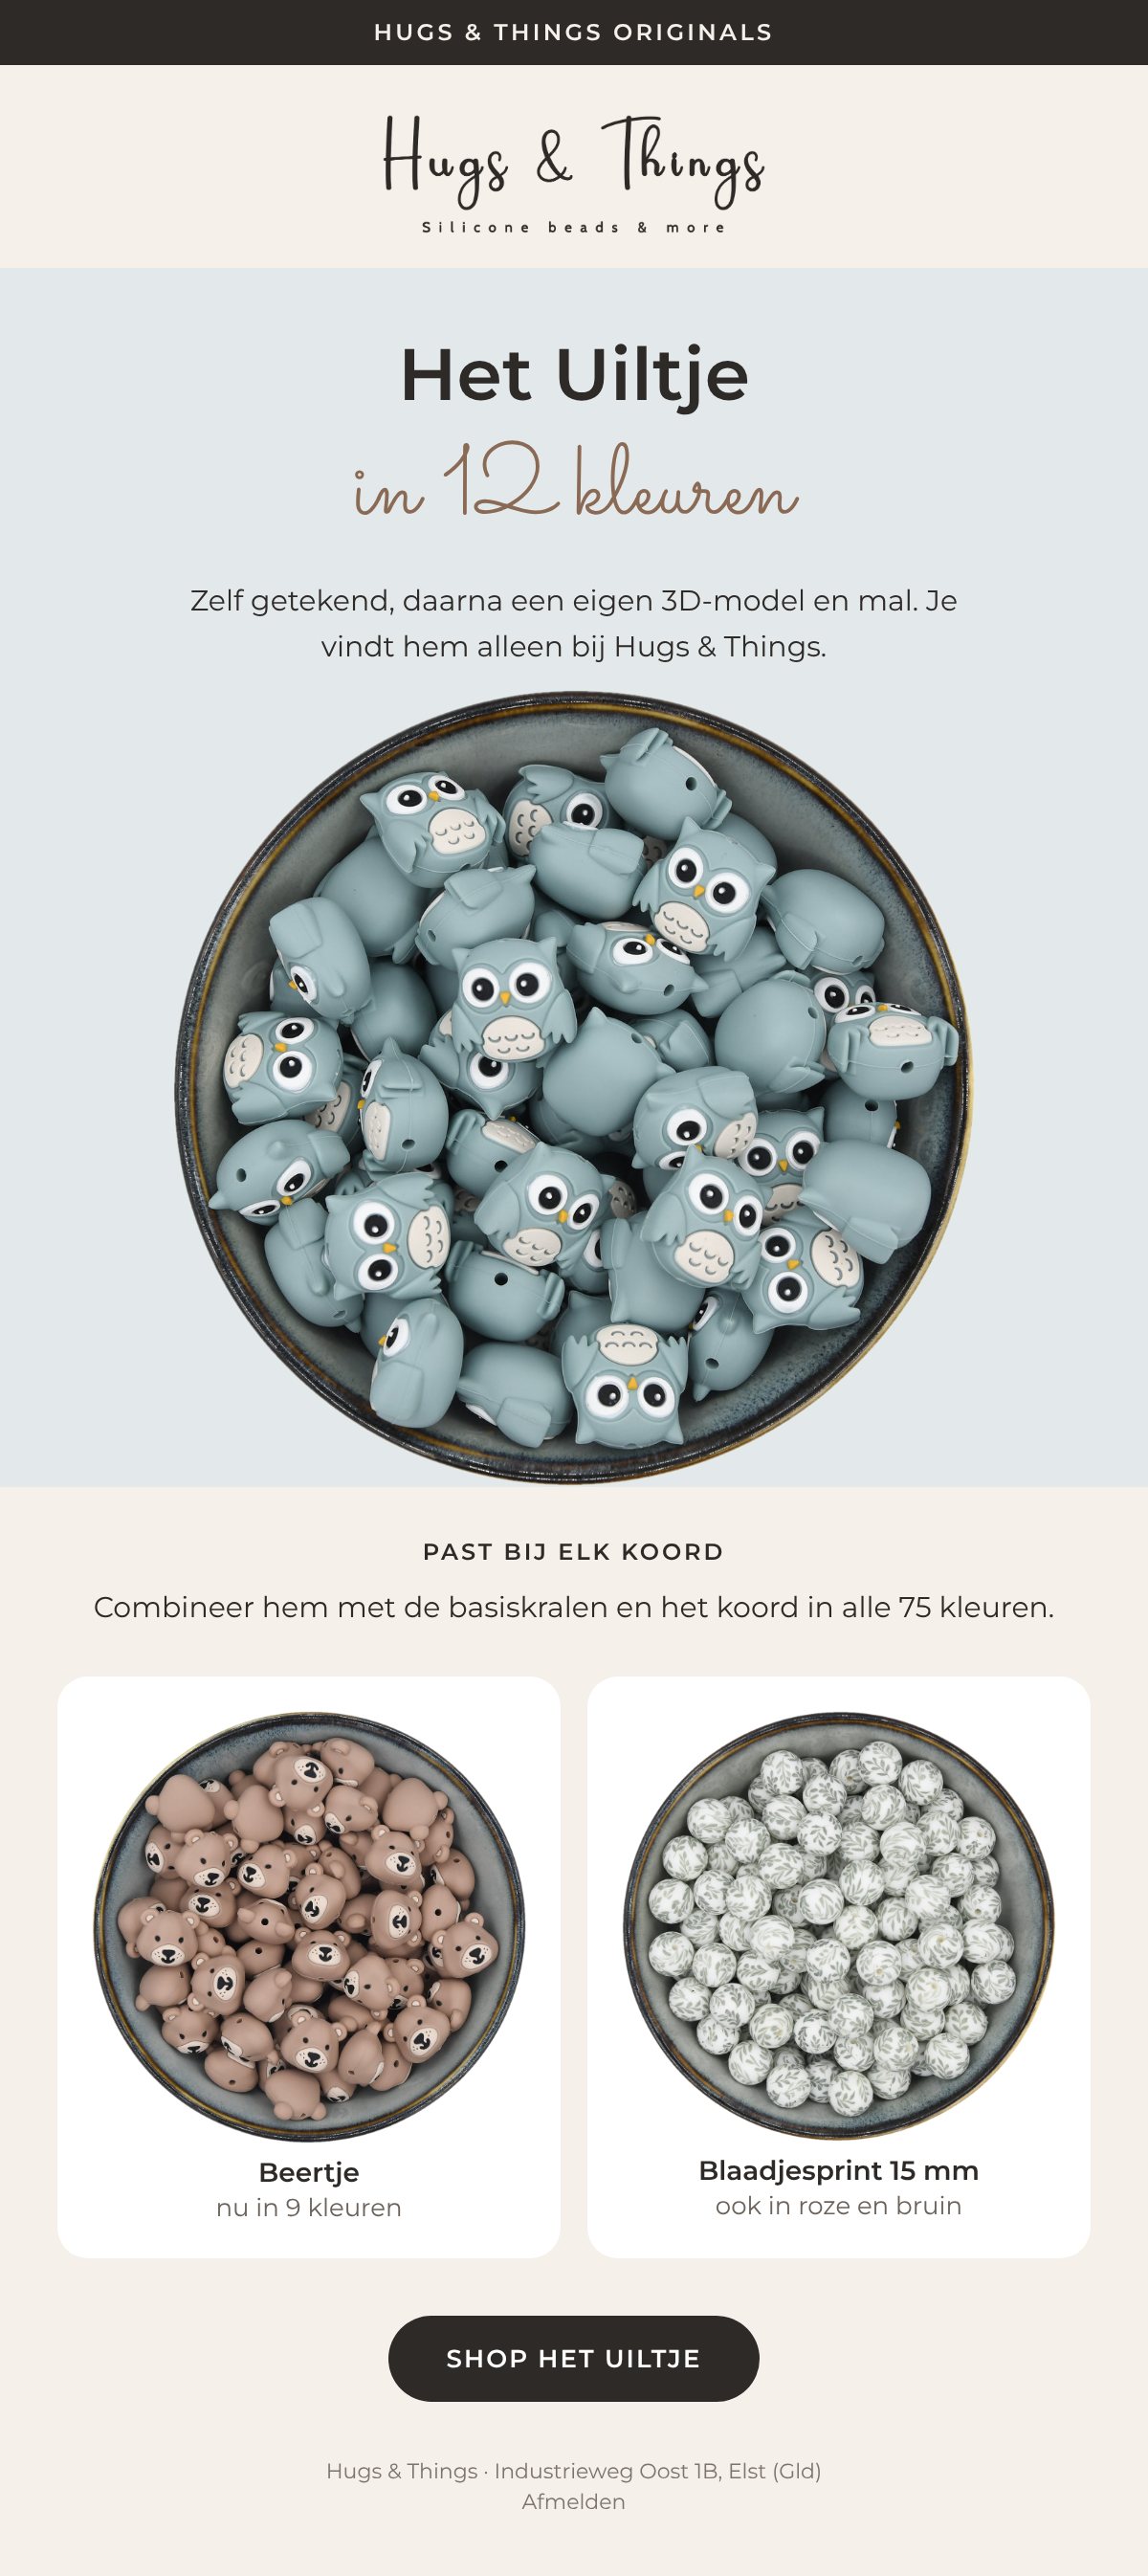 HUGS & THINGS ORIGINALS
Hugs & Things
Silicone beads & more
Het Uiltje
in 12 kleuren
Zelf getekend, daarna een eigen 3D-model en mal. Je
vindt hem alleen bij Hugs & Things.
PAST BIJ ELK KOORD
Combineer hem met de basiskralen en het koord in alle 75 kleuren.
Beertje
nu in 9 kleuren
Blaadjesprint 15 mm
ook in roze en bruin
SHOP HET UILTJE
Hugs & Things · Industrieweg Oost 1B, Elst (Gld)
Afmelden